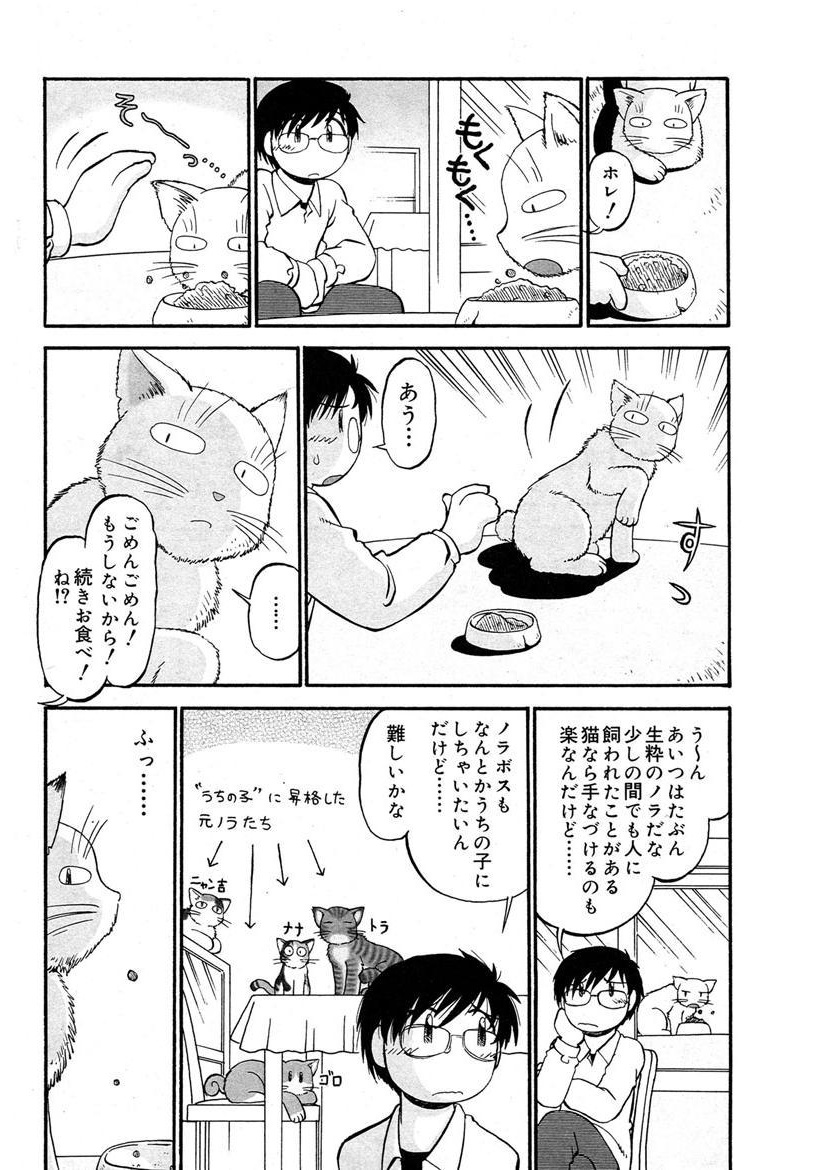 ホレ！
もくもく…
そ〜〜っ…
あう…
すっ
……
ごめんごめん！
もうしないから！
続きお食べ！
ね！？
う〜ん
あいつはたぶん
生粋のノラだな
少しの間でも人に
飼われたことがある
猫なら手なづけるのも
楽なんだけど……
ノラボスも
なんとかうちの子に
しちゃいたいん
だけど……
難しいかな
“うちの子”に昇格した
元ノラたち
トラ
ナナ
ニャン吉
ゴロ
ふっ……